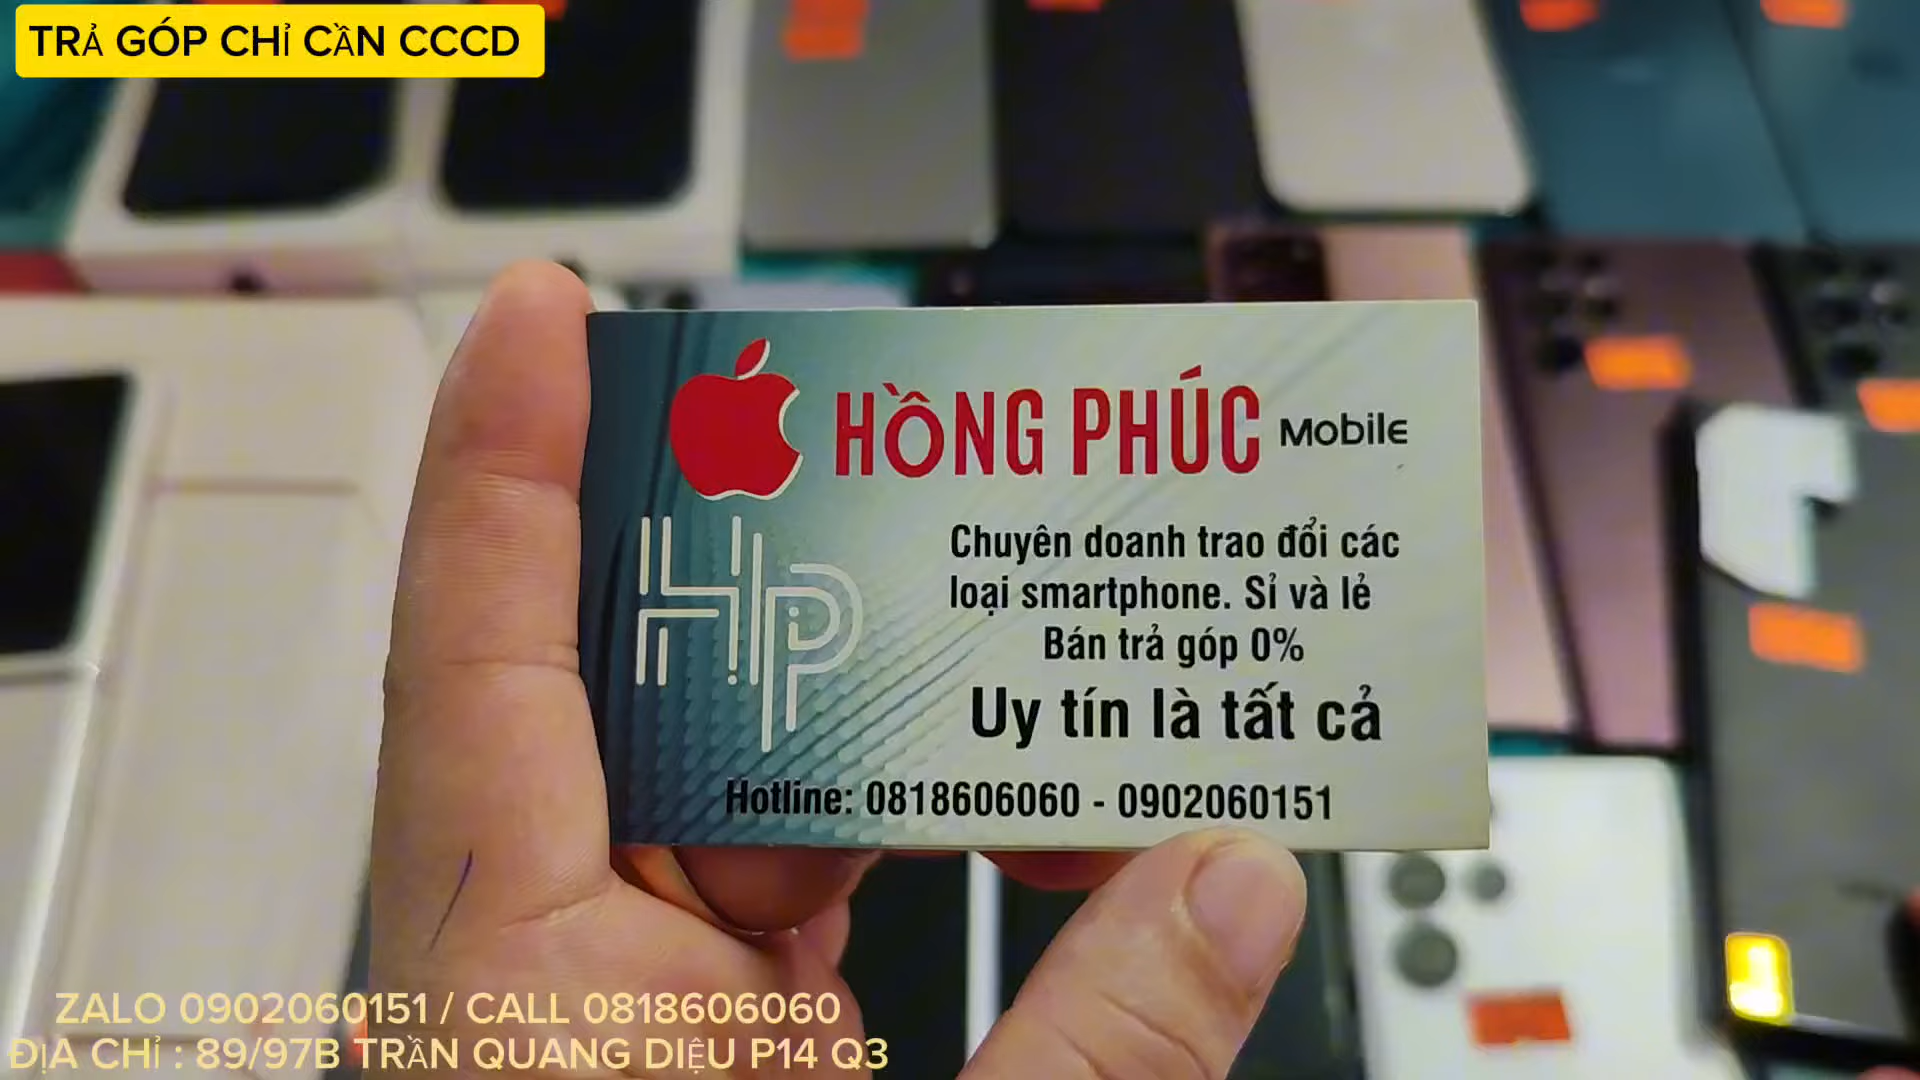 TRẢ GÓP CHỈ CẦN CCCD
HỒNG PHÚC Mobile
HP
Chuyên doanh trao đổi các
loại smartphone. Sỉ và lẻ
Bán trả góp 0%
Uy tín là tất cả
Hotline: 0818606060 - 0902060151
ZALO 0902060151 / CALL 0818606060
ĐỊA CHỈ : 89/97B TRẦN QUANG DIỆU P14 Q3